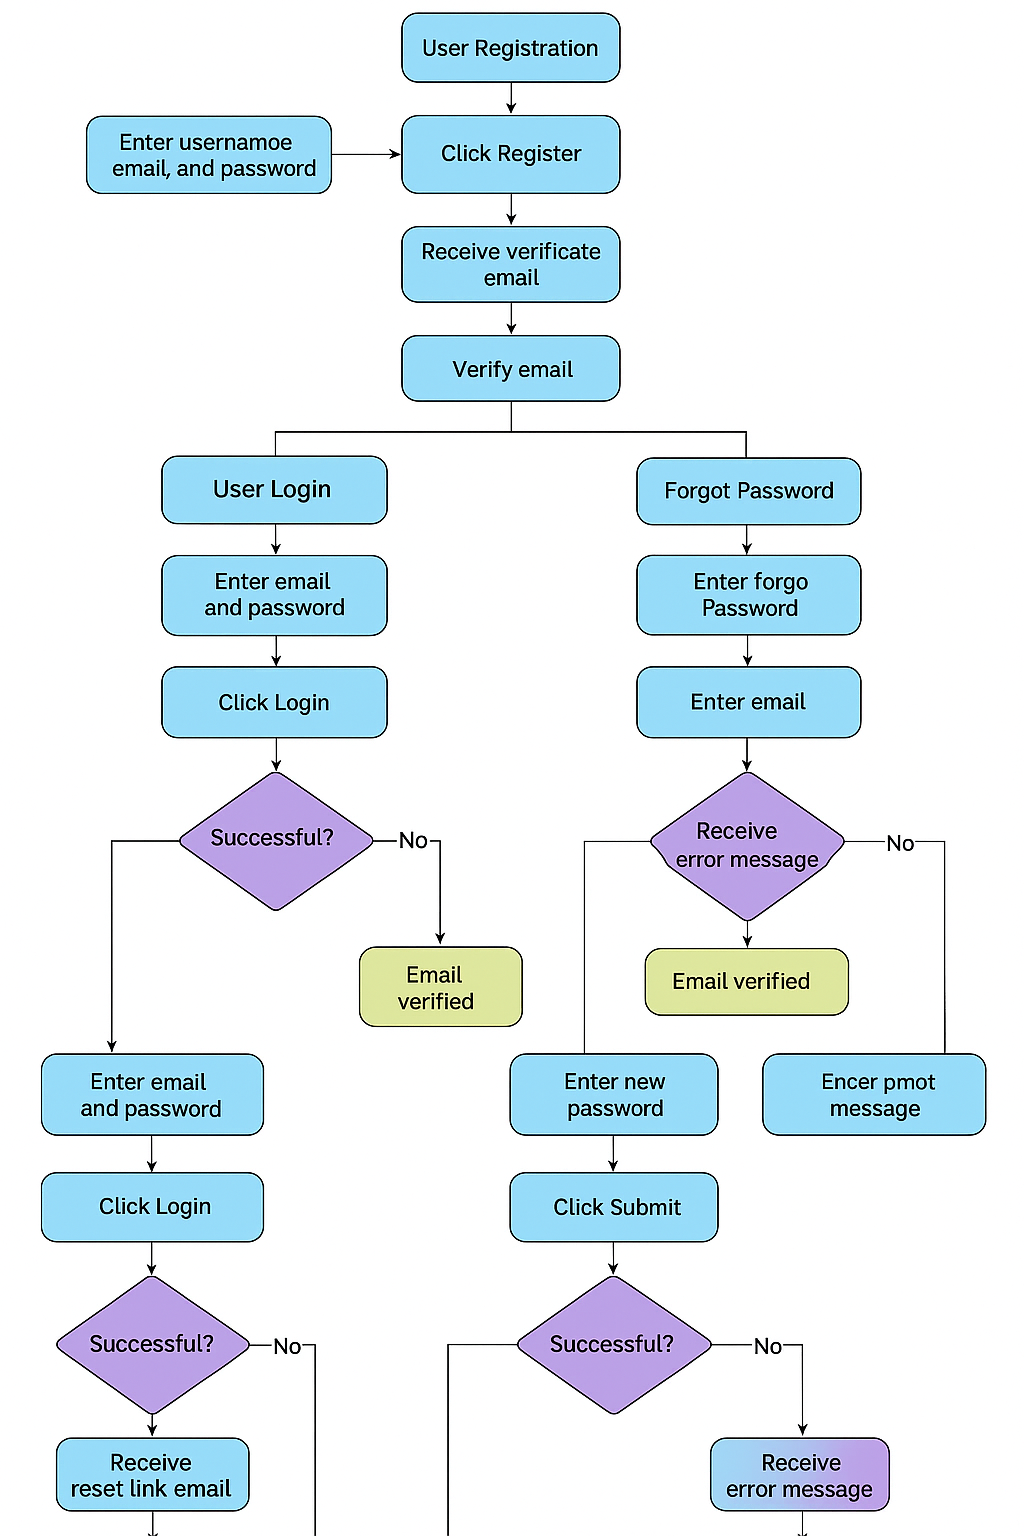 User Registration
Enter usernamoe
email, and password
Click Register
Receive verificate
email
Verify email
User Login
Forgot Password
Enter email
and password
Enter forgo
Password
Click Login
Enter email
Successful?
No
Receive
error message
No
Email
verified
Email verified
Enter email
and password
Enter new
password
Encer pmot
message
Click Login
Click Submit
Successful?
No
Successful?
No
Receive
reset link email
Receive
error message